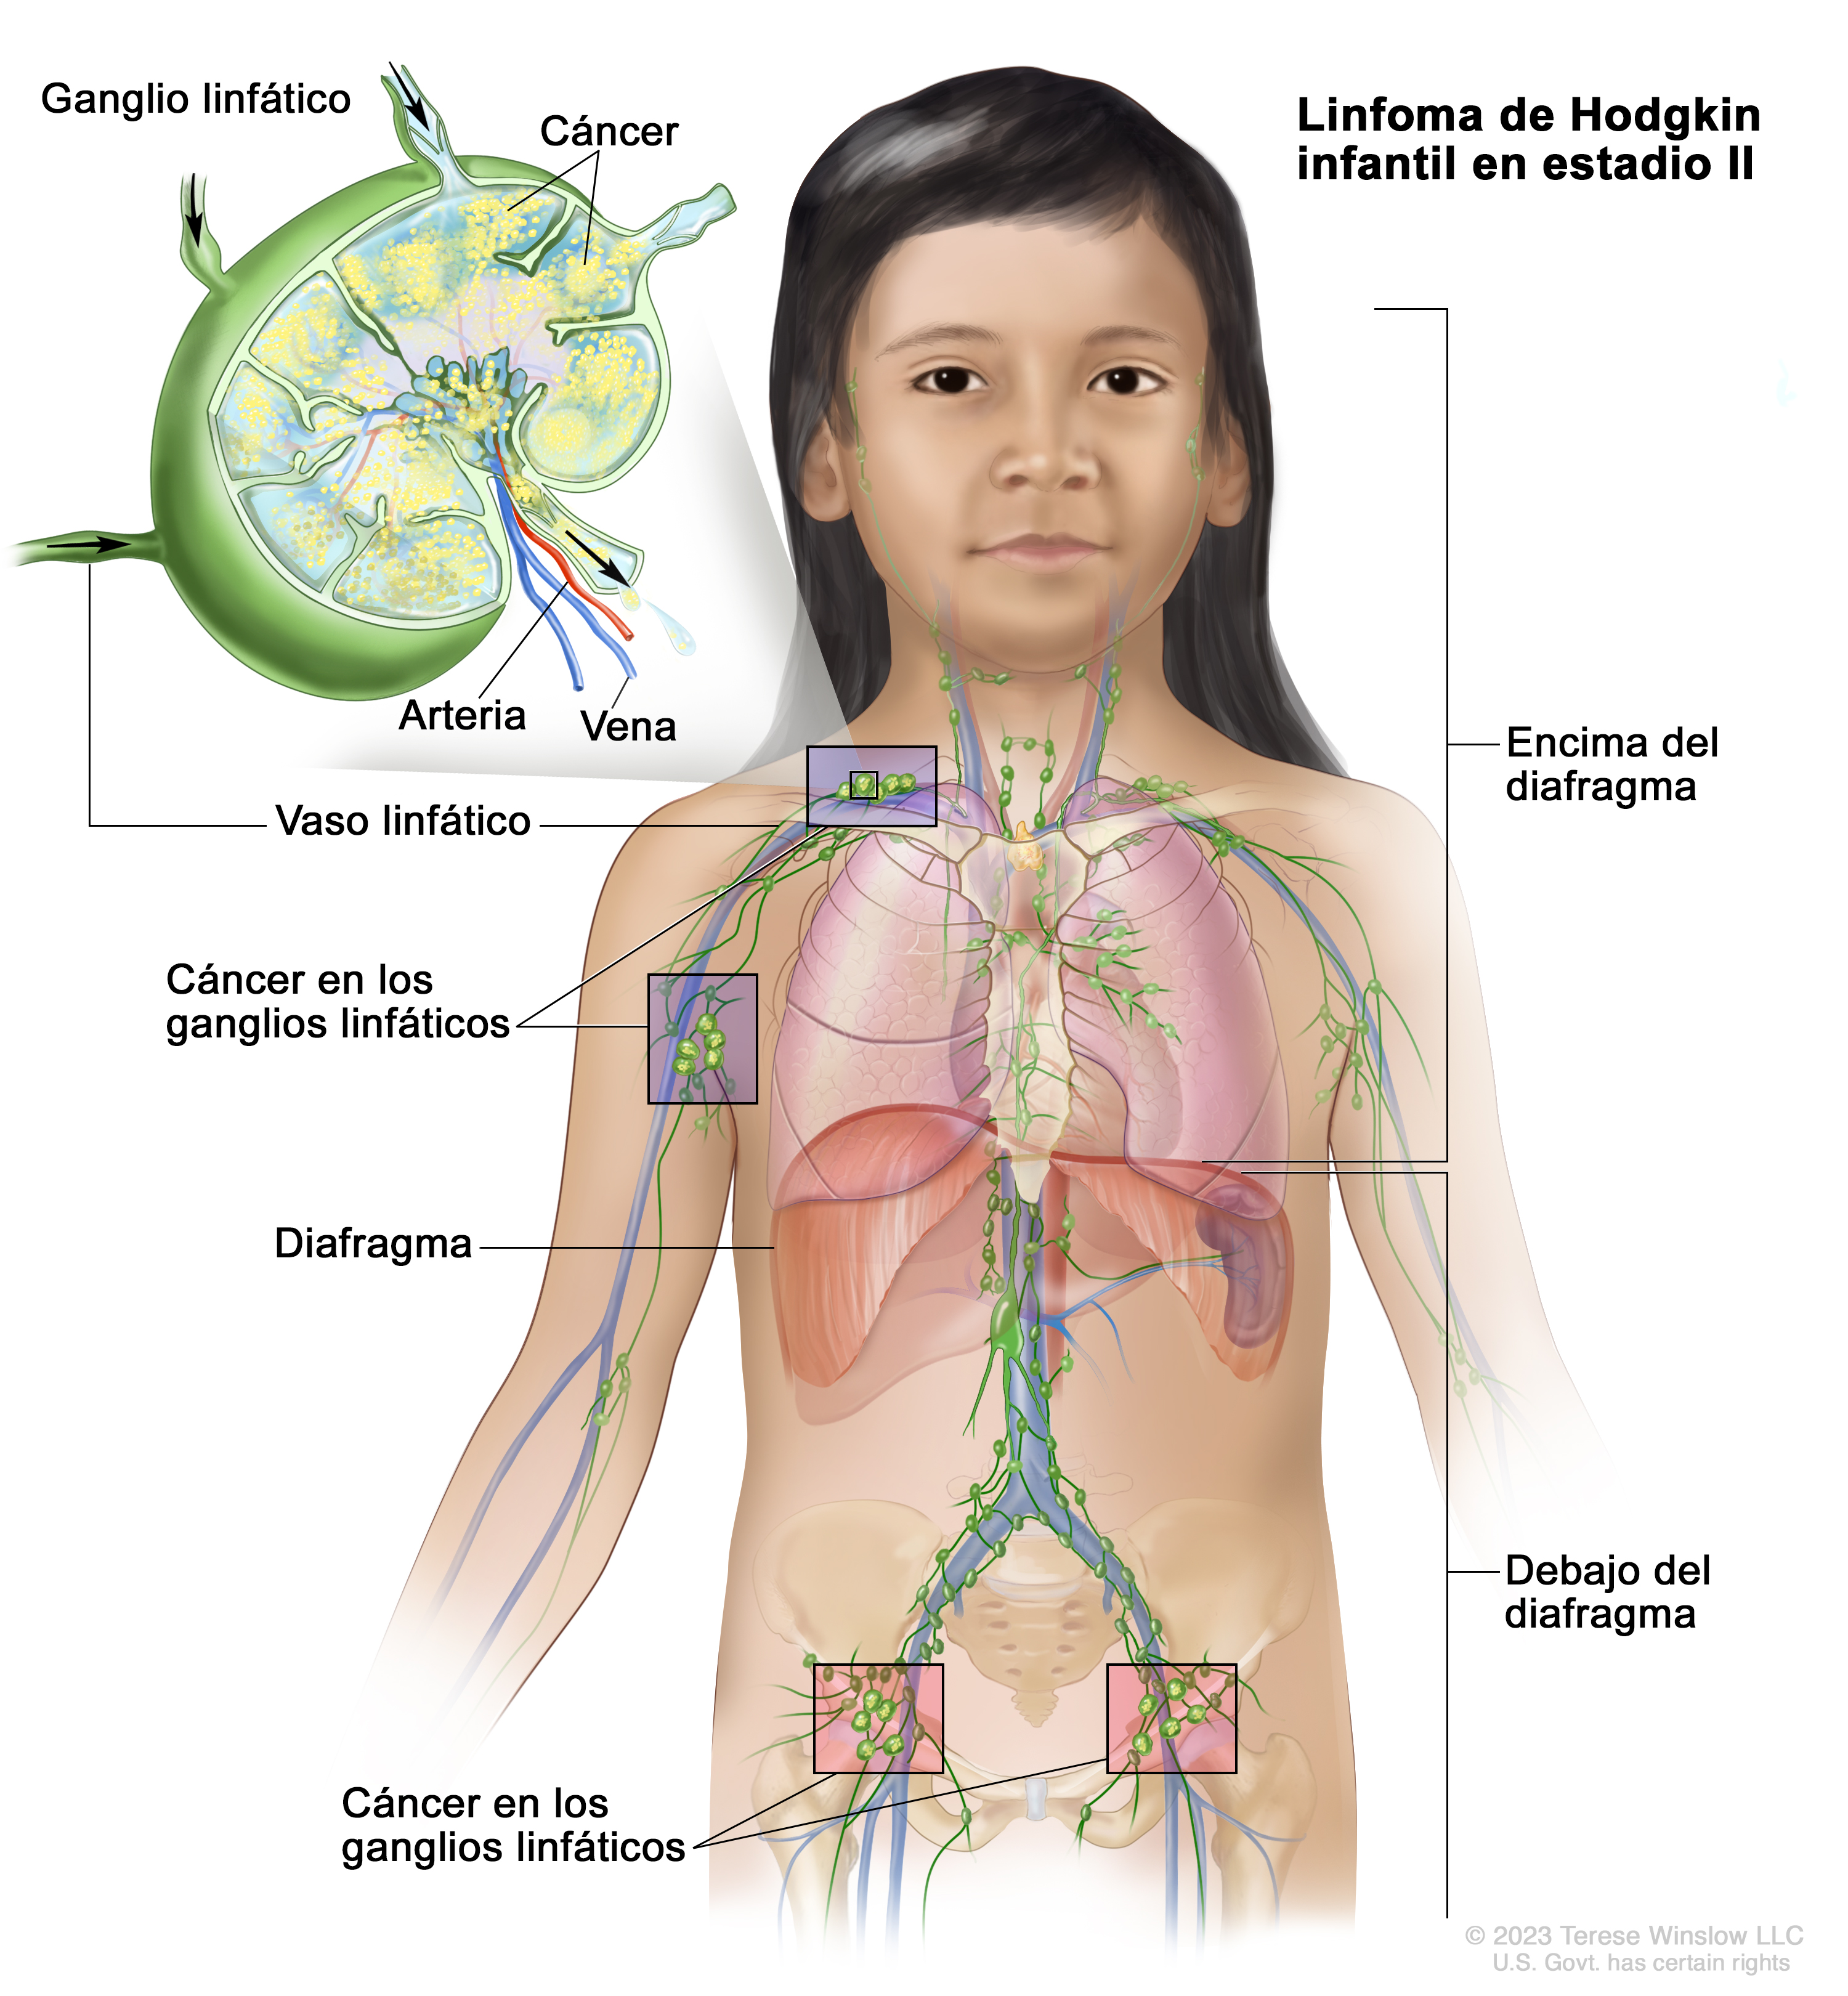 Linfoma de Hodgkin
infantil en estadio II
Ganglio linfático
Cáncer
Arteria
Vena
Vaso linfático
Encima del
diafragma
Cáncer en los
ganglios linfáticos
Diafragma
Debajo del
diafragma
Cáncer en los
ganglios linfáticos
© 2023 Terese Winslow LLC
U.S. Govt. has certain rights